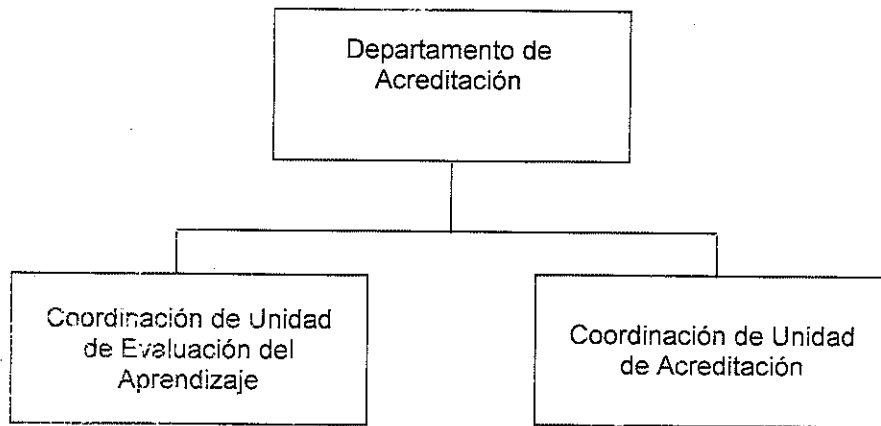 Departamento de
Acreditación
Coordinación de Unidad
de Evaluación del
Aprendizaje
Coordinación de Unidad
de Acreditación